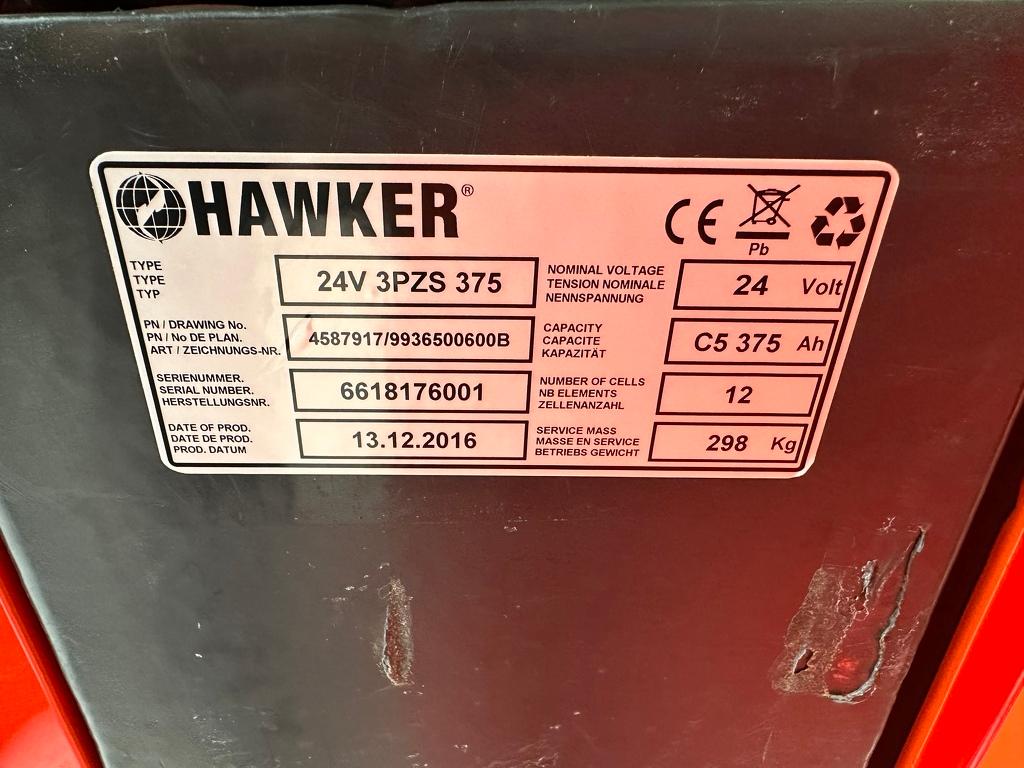 HAWKER®
Pb
TYPE
TYPE
TYP
24V 3PZS 375
NOMINAL VOLTAGE
TENSION NOMINALE
NENNSPANNUNG
24 Volt
PN / DRAWING No.
PN / No DE PLAN.
ART / ZEICHNUNGS-NR.
4587917/9936500600B
CAPACITY
CAPACITE
KAPAZITÄT
C5 375 Ah
SERIENUMMER.
SERIAL NUMBER.
HERSTELLUNGSNR.
6618176001
NUMBER OF CELLS
NB ELEMENTS
ZELLENANZAHL
12
DATE OF PROD.
DATE DE PROD.
PROD. DATUM
13.12.2016
SERVICE MASS
MASSE EN SERVICE
BETRIEBS GEWICHT
298 Kg